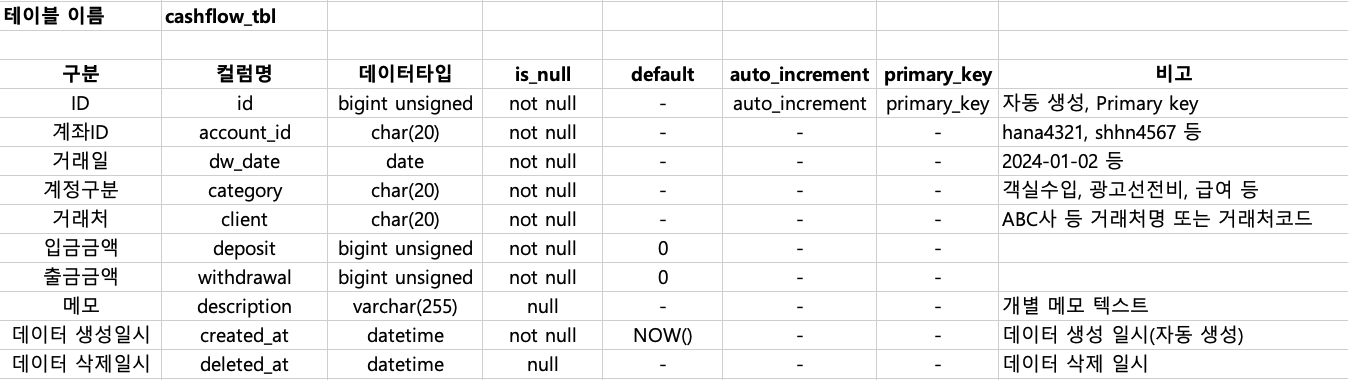 테이블 이름 cashflow_tbl
구분 컬럼명 데이터타입 is_null default auto_increment primary_key 비고
ID id bigint unsigned not null - auto_increment primary_key 자동 생성, Primary key
계좌ID account_id char(20) not null - - - hana4321, shhn4567 등
거래일 dw_date date not null - - - 2024-01-02 등
계정구분 category char(20) not null - - - 객실수입, 광고선전비, 급여 등
거래처 client char(20) not null - - - ABC사 등 거래처명 또는 거래처코드
입금금액 deposit bigint unsigned not null 0 - -
출금금액 withdrawal bigint unsigned not null 0 - -
메모 description varchar(255) null - - - 개별 메모 텍스트
데이터 생성일시 created_at datetime not null NOW() - - 데이터 생성 일시(자동 생성)
데이터 삭제일시 deleted_at datetime null - - - 데이터 삭제 일시